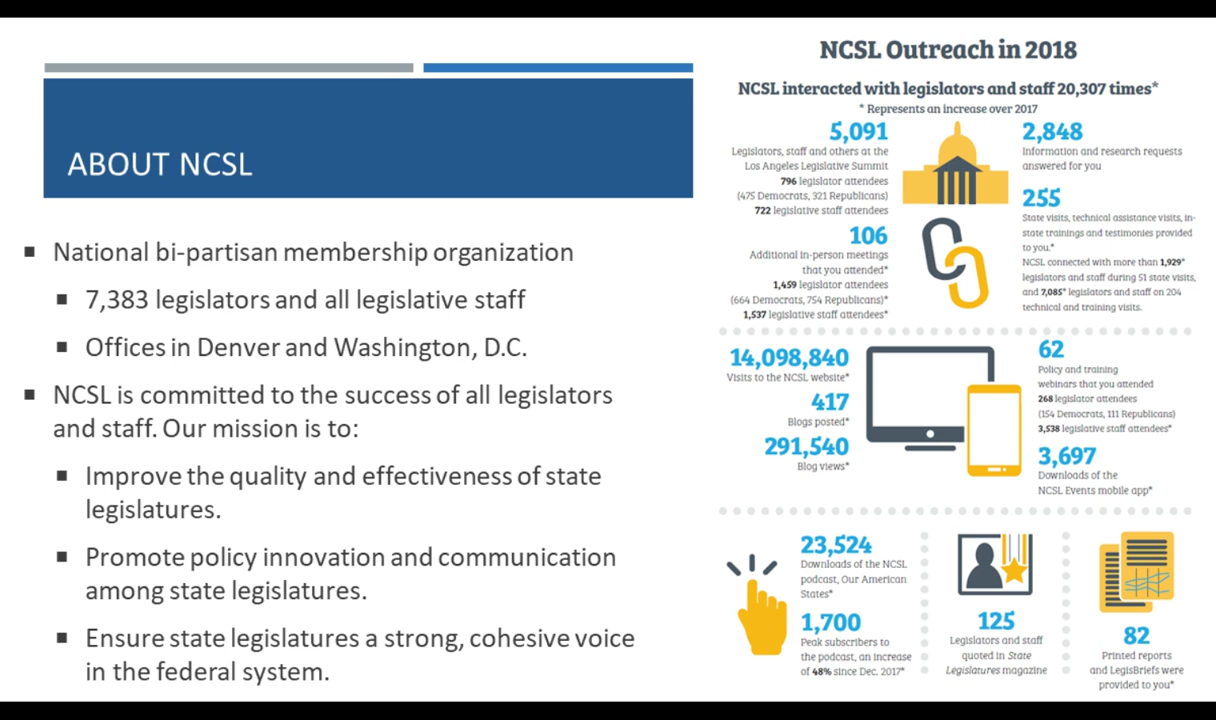 ABOUT NCSL
National bi-partisan membership organization
7,383 legislators and all legislative staff
Offices in Denver and Washington, D.C.
NCSL is committed to the success of all legislators
and staff. Our mission is to:
Improve the quality and effectiveness of state
legislatures.
Promote policy innovation and communication
among state legislatures.
Ensure state legislatures a strong, cohesive voice
in the federal system.
NCSL Outreach in 2018
NCSL interacted with legislators and staff 20,307 times*
* Represents an increase over 2017
5,091
Legislators, staff and others at the
Los Angeles Legislative Summit
796 legislator attendees
(475 Democrats, 321 Republicans)
722 legislative staff attendees
106
Additional in-person meetings
that you attended*
1,459 legislator attendees
(664 Democrats, 754 Republicans)*
1,537 legislative staff attendees*
2,848
Information and research requests
answered for you
255
State visits, technical assistance visits, in-
state trainings and testimonies provided
to you.*
NCSL connected with more than 1,929*
legislators and staff during 51 state visits,
and 7,085* legislators and staff on 204
technical and training visits.
14,098,840
Visits to the NCSL website*
417
Blogs posted*
291,540
Blog views*
62
Policy and training
webinars that you attended
268 legislator attendees
(154 Democrats, 111 Republicans)
3,538 legislative staff attendees*
3,697
Downloads of the
NCSL Events mobile app*
23,524
Downloads of the NCSL
podcast, Our American
States*
1,700
Peak subscribers to
the podcast, an increase
of 48% since Dec. 2017*
125
Legislators and staff
quoted in State
Legislatures magazine
82
Printed reports
and LegisBriefs were
provided to you*